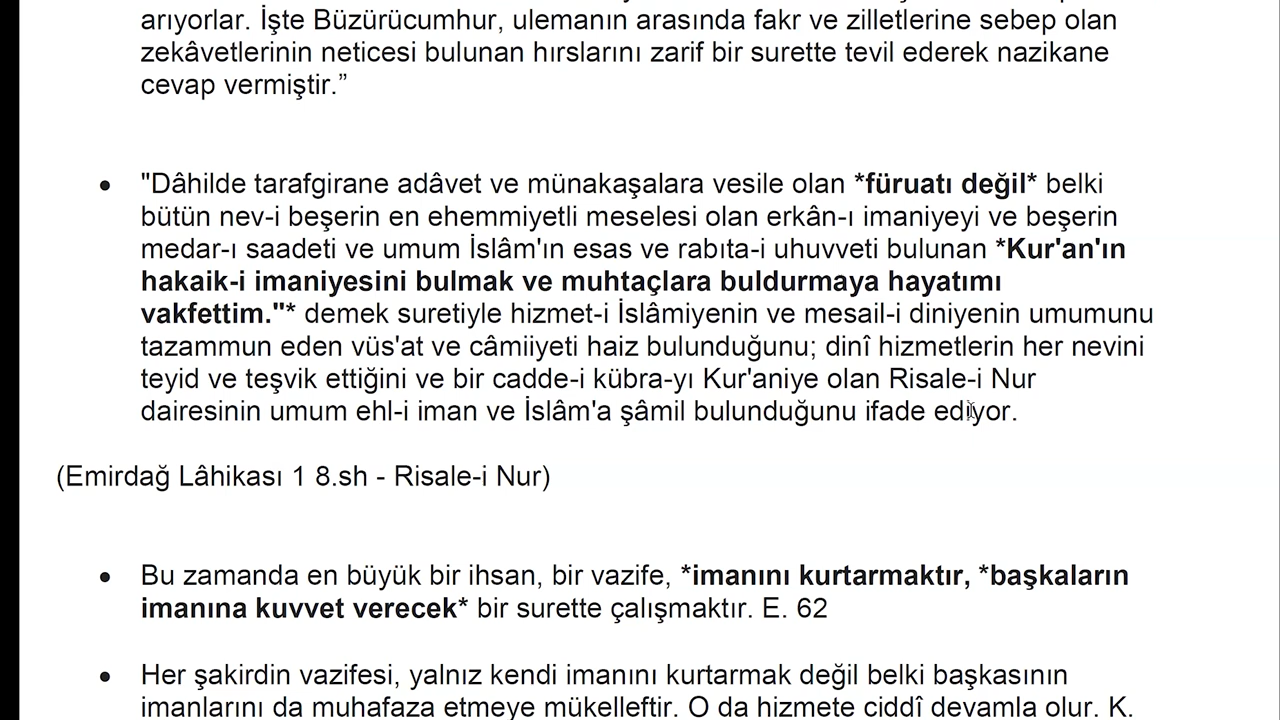 arıyorlar. İşte Büzürücumhur, ulemanın arasında fakr ve zilletlerine sebep olan
zekâvetlerinin neticesi bulunan hırslarını zarif bir surette tevil ederek nazikane
cevap vermiştir.”
• "Dâhilde tarafgirane adâvet ve münakaşalara vesile olan *füruatı değil* belki
bütün nev-i beşerin en ehemmiyetli meselesi olan erkân-ı imaniyeyi ve beşerin
medar-ı saadeti ve umum İslâm'ın esas ve rabıta-i uhuvveti bulunan *Kur'an'ın
hakaik-i imaniyesini bulmak ve muhtaçlara buldurmaya hayatımı
vakfettim."* demek suretiyle hizmet-i İslâmiyenin ve mesail-i diniyenin umumunu
tazammun eden vüs'at ve câmiiyeti haiz bulunduğunu; dinî hizmetlerin her nevini
teyid ve teşvik ettiğini ve bir cadde-i kübra-yı Kur'aniye olan Risale-i Nur
dairesinin umum ehl-i iman ve İslâm'a şâmil bulunduğunu ifade ediyor.
(Emirdağ Lâhikası 1 8.sh - Risale-i Nur)
• Bu zamanda en büyük bir ihsan, bir vazife, *imanını kurtarmaktır, *başkaların
imanına kuvvet verecek* bir surette çalışmaktır. E. 62
• Her şakirdin vazifesi, yalnız kendi imanını kurtarmak değil belki başkasının
imanlarını da muhafaza etmeye mükelleftir. O da hizmete ciddî devamla olur. K.